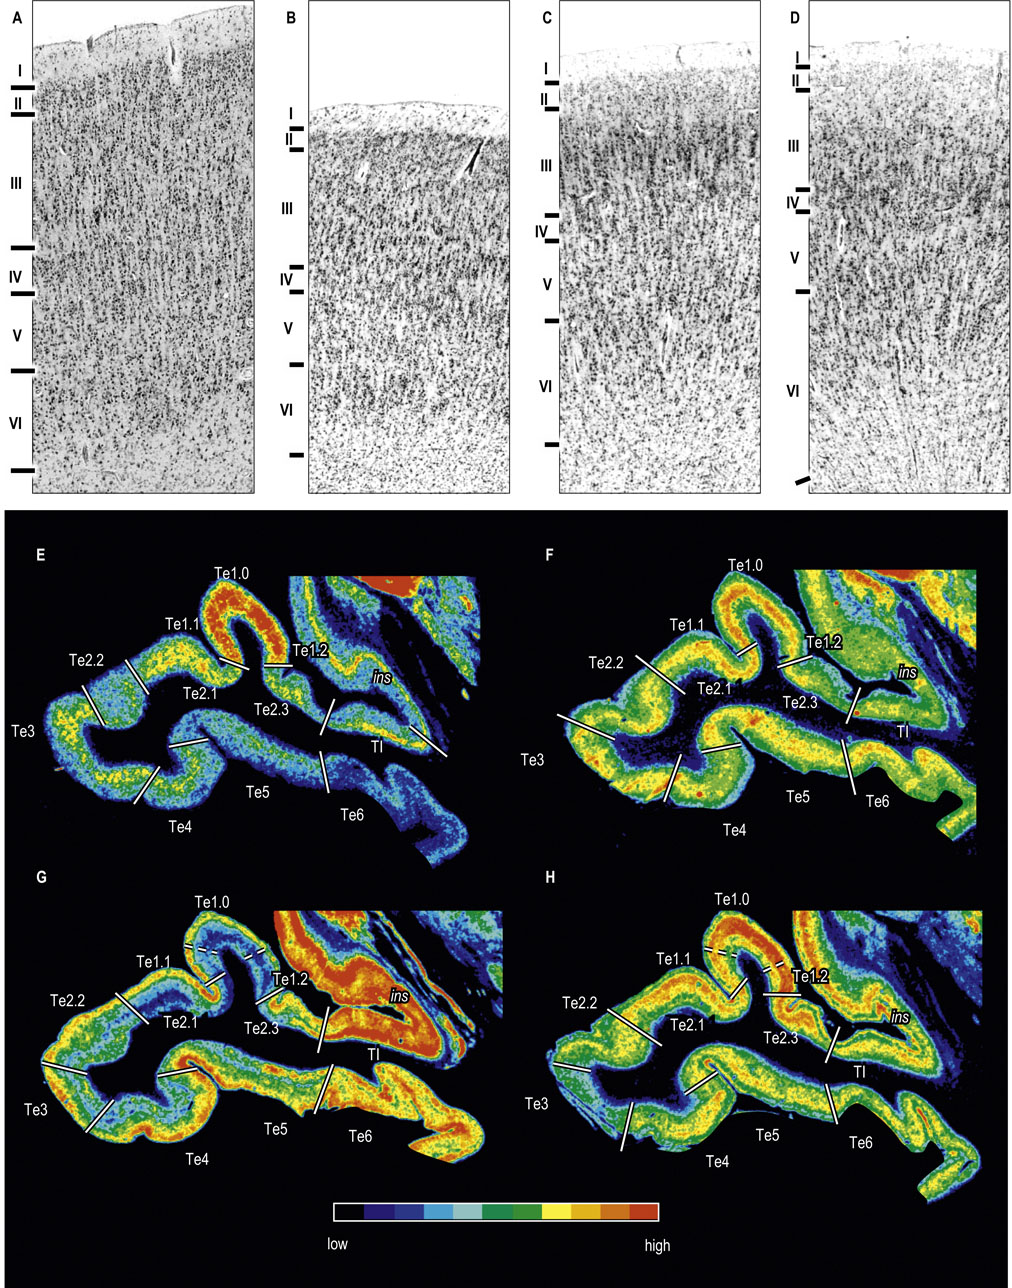 A
I
II
III
IV
V
VI
B
I
II
III
IV
V
VI
C
I
II
III
IV
V
VI
D
I
II
III
IV
V
VI
E
Te1.0
Te1.1
Te1.2
Te2.2
Te2.1
Te2.3
ins
Te3
TI
Te5
Te6
Te4
F
Te1.0
Te1.1
Te1.2
Te2.2
Te2.1
Te2.3
ins
Te3
TI
Te5
Te6
Te4
G
Te1.0
Te1.1
Te1.2
Te2.2
Te2.1
Te2.3
ins
Te3
TI
Te5
Te6
Te4
H
Te1.0
Te1.1
Te1.2
Te2.2
Te2.1
Te2.3
ins
Te3
TI
Te5
Te6
Te4
low
high